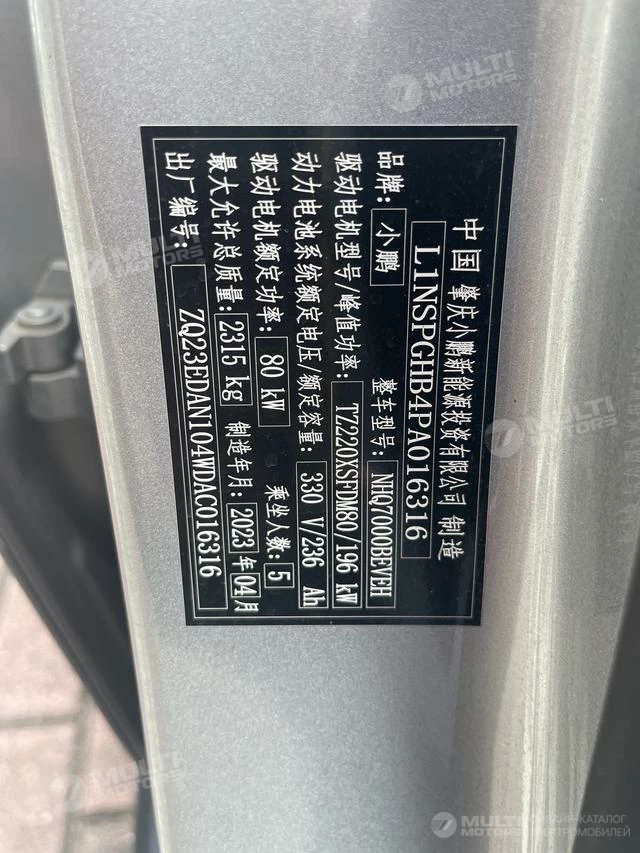 中国 肇庆小鹏新能源投资有限公司 制造
L1NSPGHB4PA016316
品牌: 小鹏 整车型号: NHQ7000BEVEH
驱动电机型号/峰值功率: TZ220XSFDM80/196 kW
动力电池系统额定电压/额定容量: 330 V/236 Ah
驱动电机额定功率: 80 kW 乘坐人数: 5
最大允许总质量: 2315 kg 制造年月: 2023 年 04 月
出厂编号: ZQ23EDAN104WDAC016316
MULTI
MOTORS
MULTI
MOTORS
MULTI
MOTORS
MULTI
MOTORS
ОНЛАЙН-КАТАЛОГ
ЭЛЕКТРОМОБИЛЕЙ